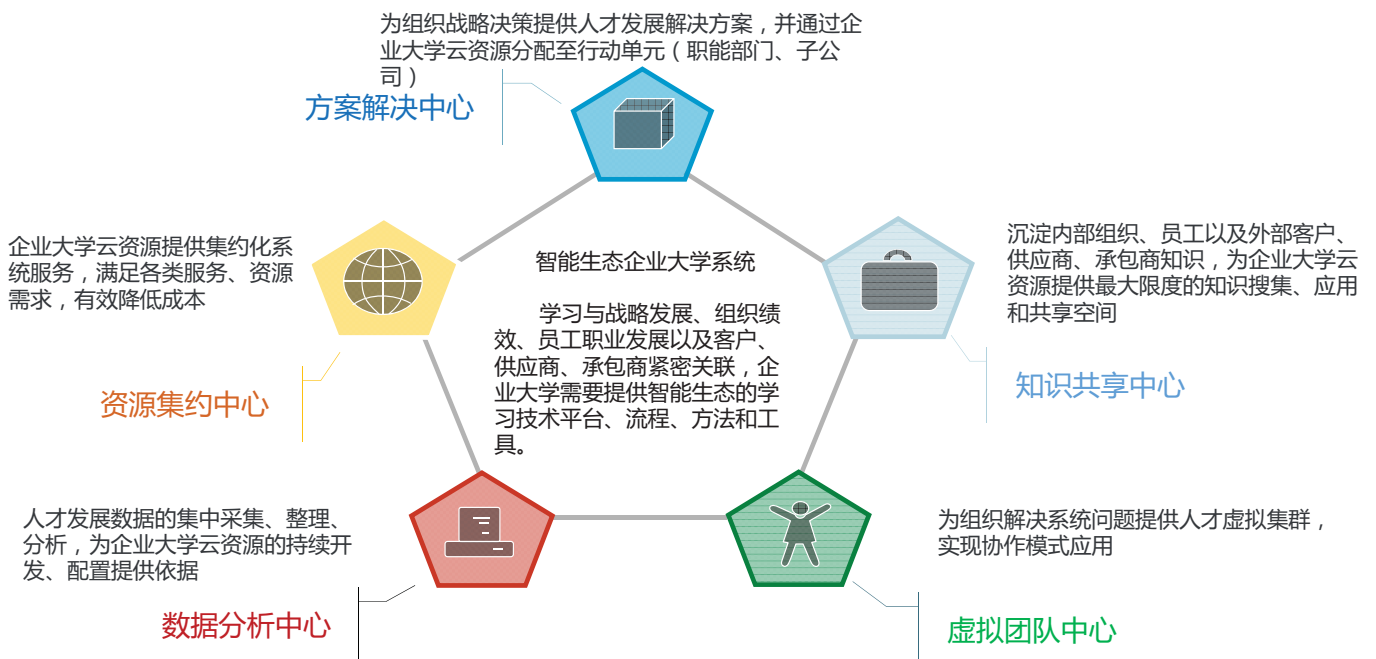 为组织战略决策提供人才发展解决方案，并通过企
业大学云资源分配至行动单元（职能部门、子公
司）
方案解决中心
企业大学云资源提供集约化系
统服务，满足各类服务、资源
需求，有效降低成本
资源集约中心
智能生态企业大学系统
学习与战略发展、组织绩
效、员工职业发展以及客户、
供应商、承包商紧密关联，企
业大学需要提供智能生态的学
习技术平台、流程、方法和工
具。
沉淀内部组织、员工以及外部客户、
供应商、承包商知识，为企业大学云
资源提供最大限度的知识搜集、应用
和共享空间
知识共享中心
人才发展数据的集中采集、整理、
分析，为企业大学云资源的持续开
发、配置提供依据
数据分析中心
为组织解决系统问题提供人才虚拟集群，
实现协作模式应用
虚拟团队中心